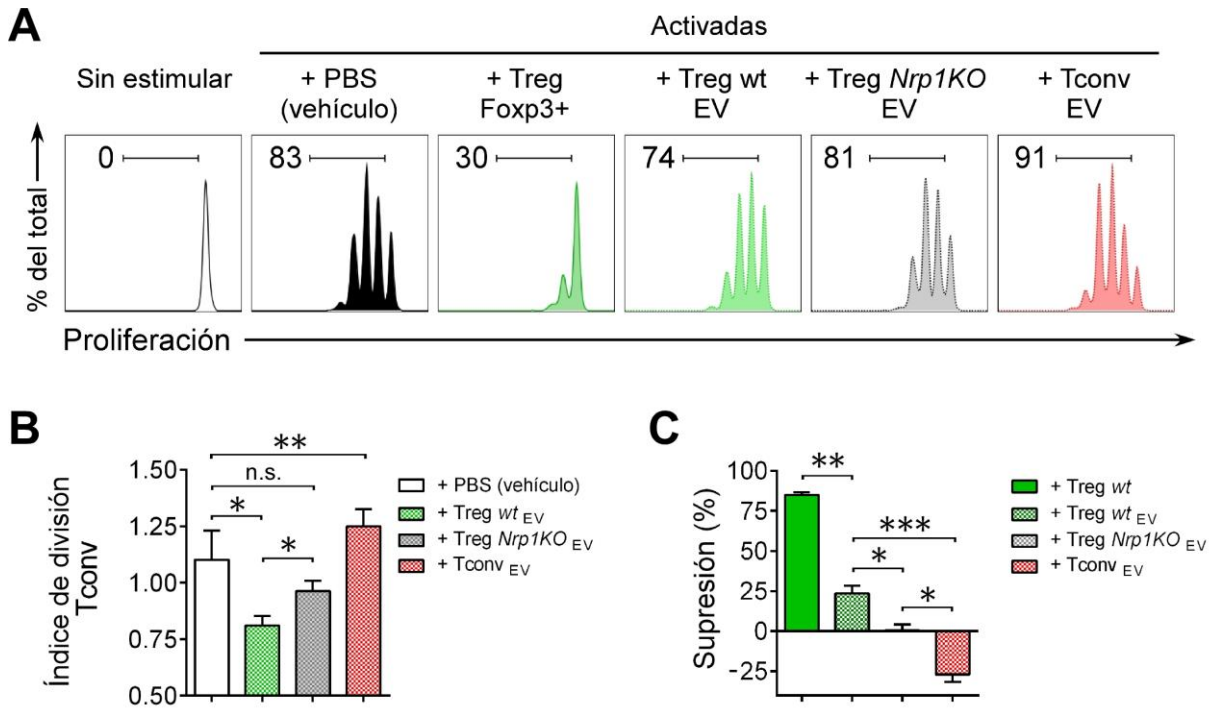 A
Activadas
Sin estimular
+ PBS
(vehículo)
+ Treg
Foxp3+
+ Treg wt
EV
+ Treg Nrp1KO
EV
+ Tconv
EV
% del total
0
83
30
74
81
91
Proliferación
B
Índice de división
Tconv
1.50
1.25
1.00
0.75
0.50
**
n.s.
*
*
+ PBS (vehículo)
+ Treg wt EV
+ Treg Nrp1KO EV
+ Tconv EV
C
Supresión (%)
100
75
50
25
0
-25
**
***
*
*
+ Treg wt
+ Treg wt EV
+ Treg Nrp1KO EV
+ Tconv EV